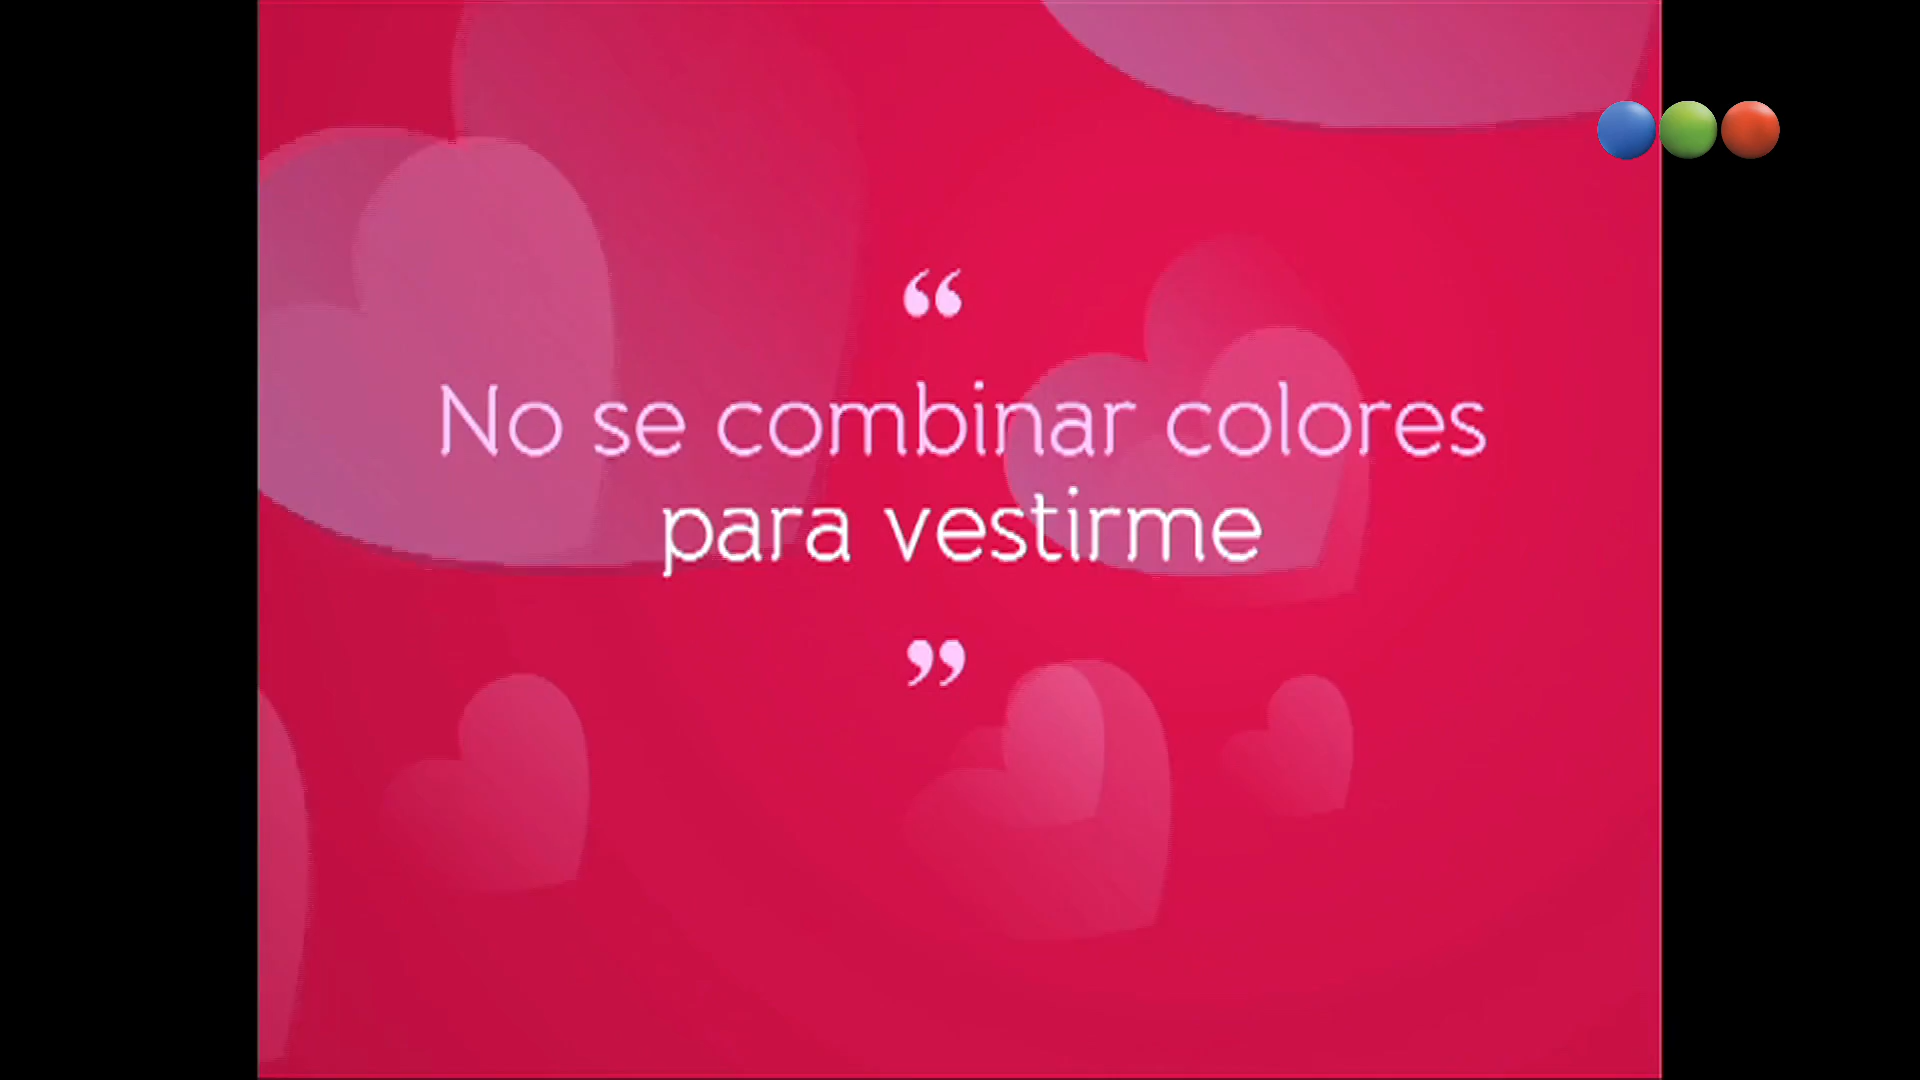 “
No se combinar colores
para vestirme
”